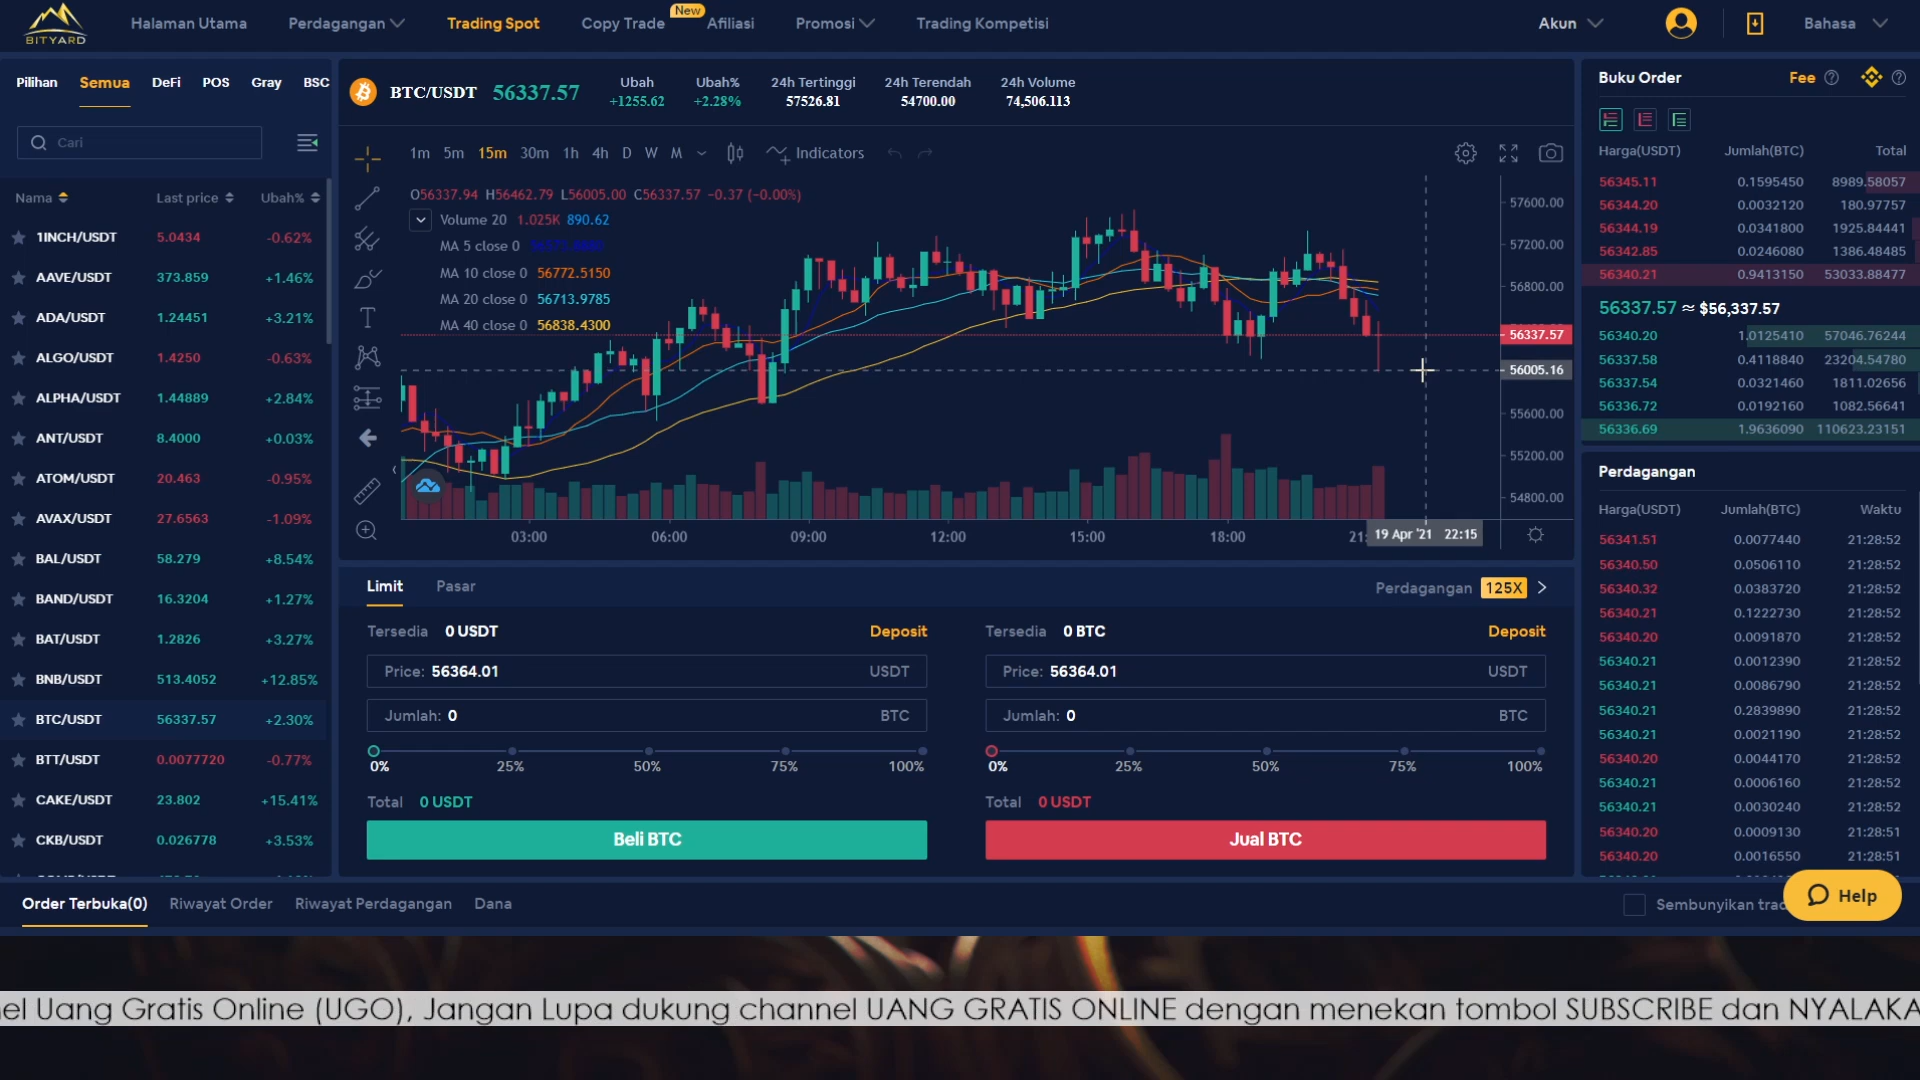 BITYARD
Halaman Utama Perdagangan Trading Spot Copy Trade New Afiliasi Promosi Trading Kompetisi Akun Bahasa
Pilihan Semua DeFi POS Gray BSC
Cari
Nama Last price Ubah%
1INCH/USDT 5.0434 -0.62%
AAVE/USDT 373.859 +1.46%
ADA/USDT 1.24451 +3.21%
ALGO/USDT 1.4250 -0.63%
ALPHA/USDT 1.44889 +2.84%
ANT/USDT 8.4000 +0.03%
ATOM/USDT 20.463 -0.95%
AVAX/USDT 27.6563 -1.09%
BAL/USDT 58.279 +8.54%
BAND/USDT 16.3204 +1.27%
BAT/USDT 1.2826 +3.27%
BNB/USDT 513.4052 +12.85%
BTC/USDT 56337.57 +2.30%
BTT/USDT 0.0077720 -0.77%
CAKE/USDT 23.802 +15.41%
CKB/USDT 0.026778 +3.53%
BTC/USDT 56337.57
Ubah Ubah% 24h Tertinggi 24h Terendah 24h Volume
+1255.62 +2.28% 57526.81 54700.00 74,506.113
1m 5m 15m 30m 1h 4h D W M Indicators
O56337.94 H56462.79 L56005.00 C56337.57 -0.37 (-0.00%)
Volume 20 1.025K 890.62
MA 5 close 0
MA 10 close 0 56772.5150
MA 20 close 0 56713.9785
MA 40 close 0 56838.4300
57600.00
57200.00
56800.00
56337.57
56005.16
55600.00
55200.00
54800.00
03:00 06:00 09:00 12:00 15:00 18:00 21: 19 Apr '21 22:15
Limit Pasar Perdagangan 125X
Tersedia 0 USDT Deposit
Price: 56364.01 USDT
Jumlah: 0 BTC
0% 25% 50% 75% 100%
Total 0 USDT
Beli BTC
Tersedia 0 BTC Deposit
Price: 56364.01 USDT
Jumlah: 0 BTC
0% 25% 50% 75% 100%
Total 0 USDT
Jual BTC
Buku Order Fee
Harga(USDT) Jumlah(BTC) Total
56345.11 0.1595450 8989.58057
56344.20 0.0032120 180.97757
56344.19 0.0341800 1925.84441
56342.85 0.0246080 1386.48485
56340.21 0.9413150 53033.88477
56337.57 ≈ $56,337.57
56340.20 1.0125410 57046.76244
56337.58 0.4118840 23204.54780
56337.54 0.0321460 1811.02656
56336.72 0.0192160 1082.56641
56336.69 1.9636090 110623.23151
Perdagangan
Harga(USDT) Jumlah(BTC) Waktu
56341.51 0.0077440 21:28:52
56340.50 0.0506110 21:28:52
56340.32 0.0383720 21:28:52
56340.21 0.1222730 21:28:52
56340.20 0.0091870 21:28:52
56340.21 0.0012390 21:28:52
56340.21 0.0086790 21:28:52
56340.21 0.2839890 21:28:52
56340.21 0.0021190 21:28:52
56340.20 0.0044170 21:28:52
56340.21 0.0006160 21:28:52
56340.21 0.0030240 21:28:52
56340.20 0.0009130 21:28:51
56340.20 0.0016550 21:28:51
Order Terbuka(0) Riwayat Order Riwayat Perdagangan Dana Sembunyikan trad
Help
el Uang Gratis Online (UGO), Jangan Lupa dukung channel UANG GRATIS ONLINE dengan menekan tombol SUBSCRIBE dan NYALAKA